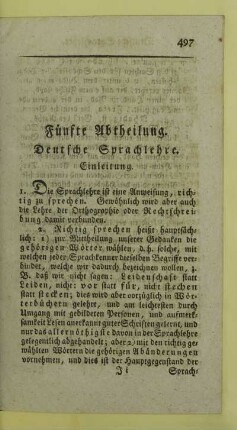 497
Fünfte Abtheilung.
Deutsche Sprachlehre.
Einleitung.
1. Die Sprachlehre ist eine Anweisung, rich-
tig zu sprechen. Gewöhnlich wird aber auch
die Lehre der Orthographie oder Rechtschrei-
bung damit verbunden.
2. Richtig sprechen heißt hauptsäch-
lich: 1) zur Mittheilung unserer Gedanken die
gehörigen Wörter wählen, d. h. solche, mit
welchen jeder Sprachkenner dieselben Begriffe ver-
bindet, welche wir dadurch bezeichnen wollen, z.
B. daß wir nicht sagen: Leidenschaft statt
Leiden, nicht: vor statt für, nicht stechen
statt stecken; dies wird aber vorzüglich in Wör-
terbüchern gelehrt, und am leichtesten durch
Umgang mit gebildeten Personen, und aufmerk-
samkeit Lesen anerkannt guter Schriften gelernt, und
nur das allernöthigste davon in der Sprachlehre
gelegentlich abgehandelt; aber 2) mit den richtig ge-
wählten Wörtern die gehörigen Abänderungen
vornehmen, und dies ist der Hauptgegenstand der
Ii Sprach-